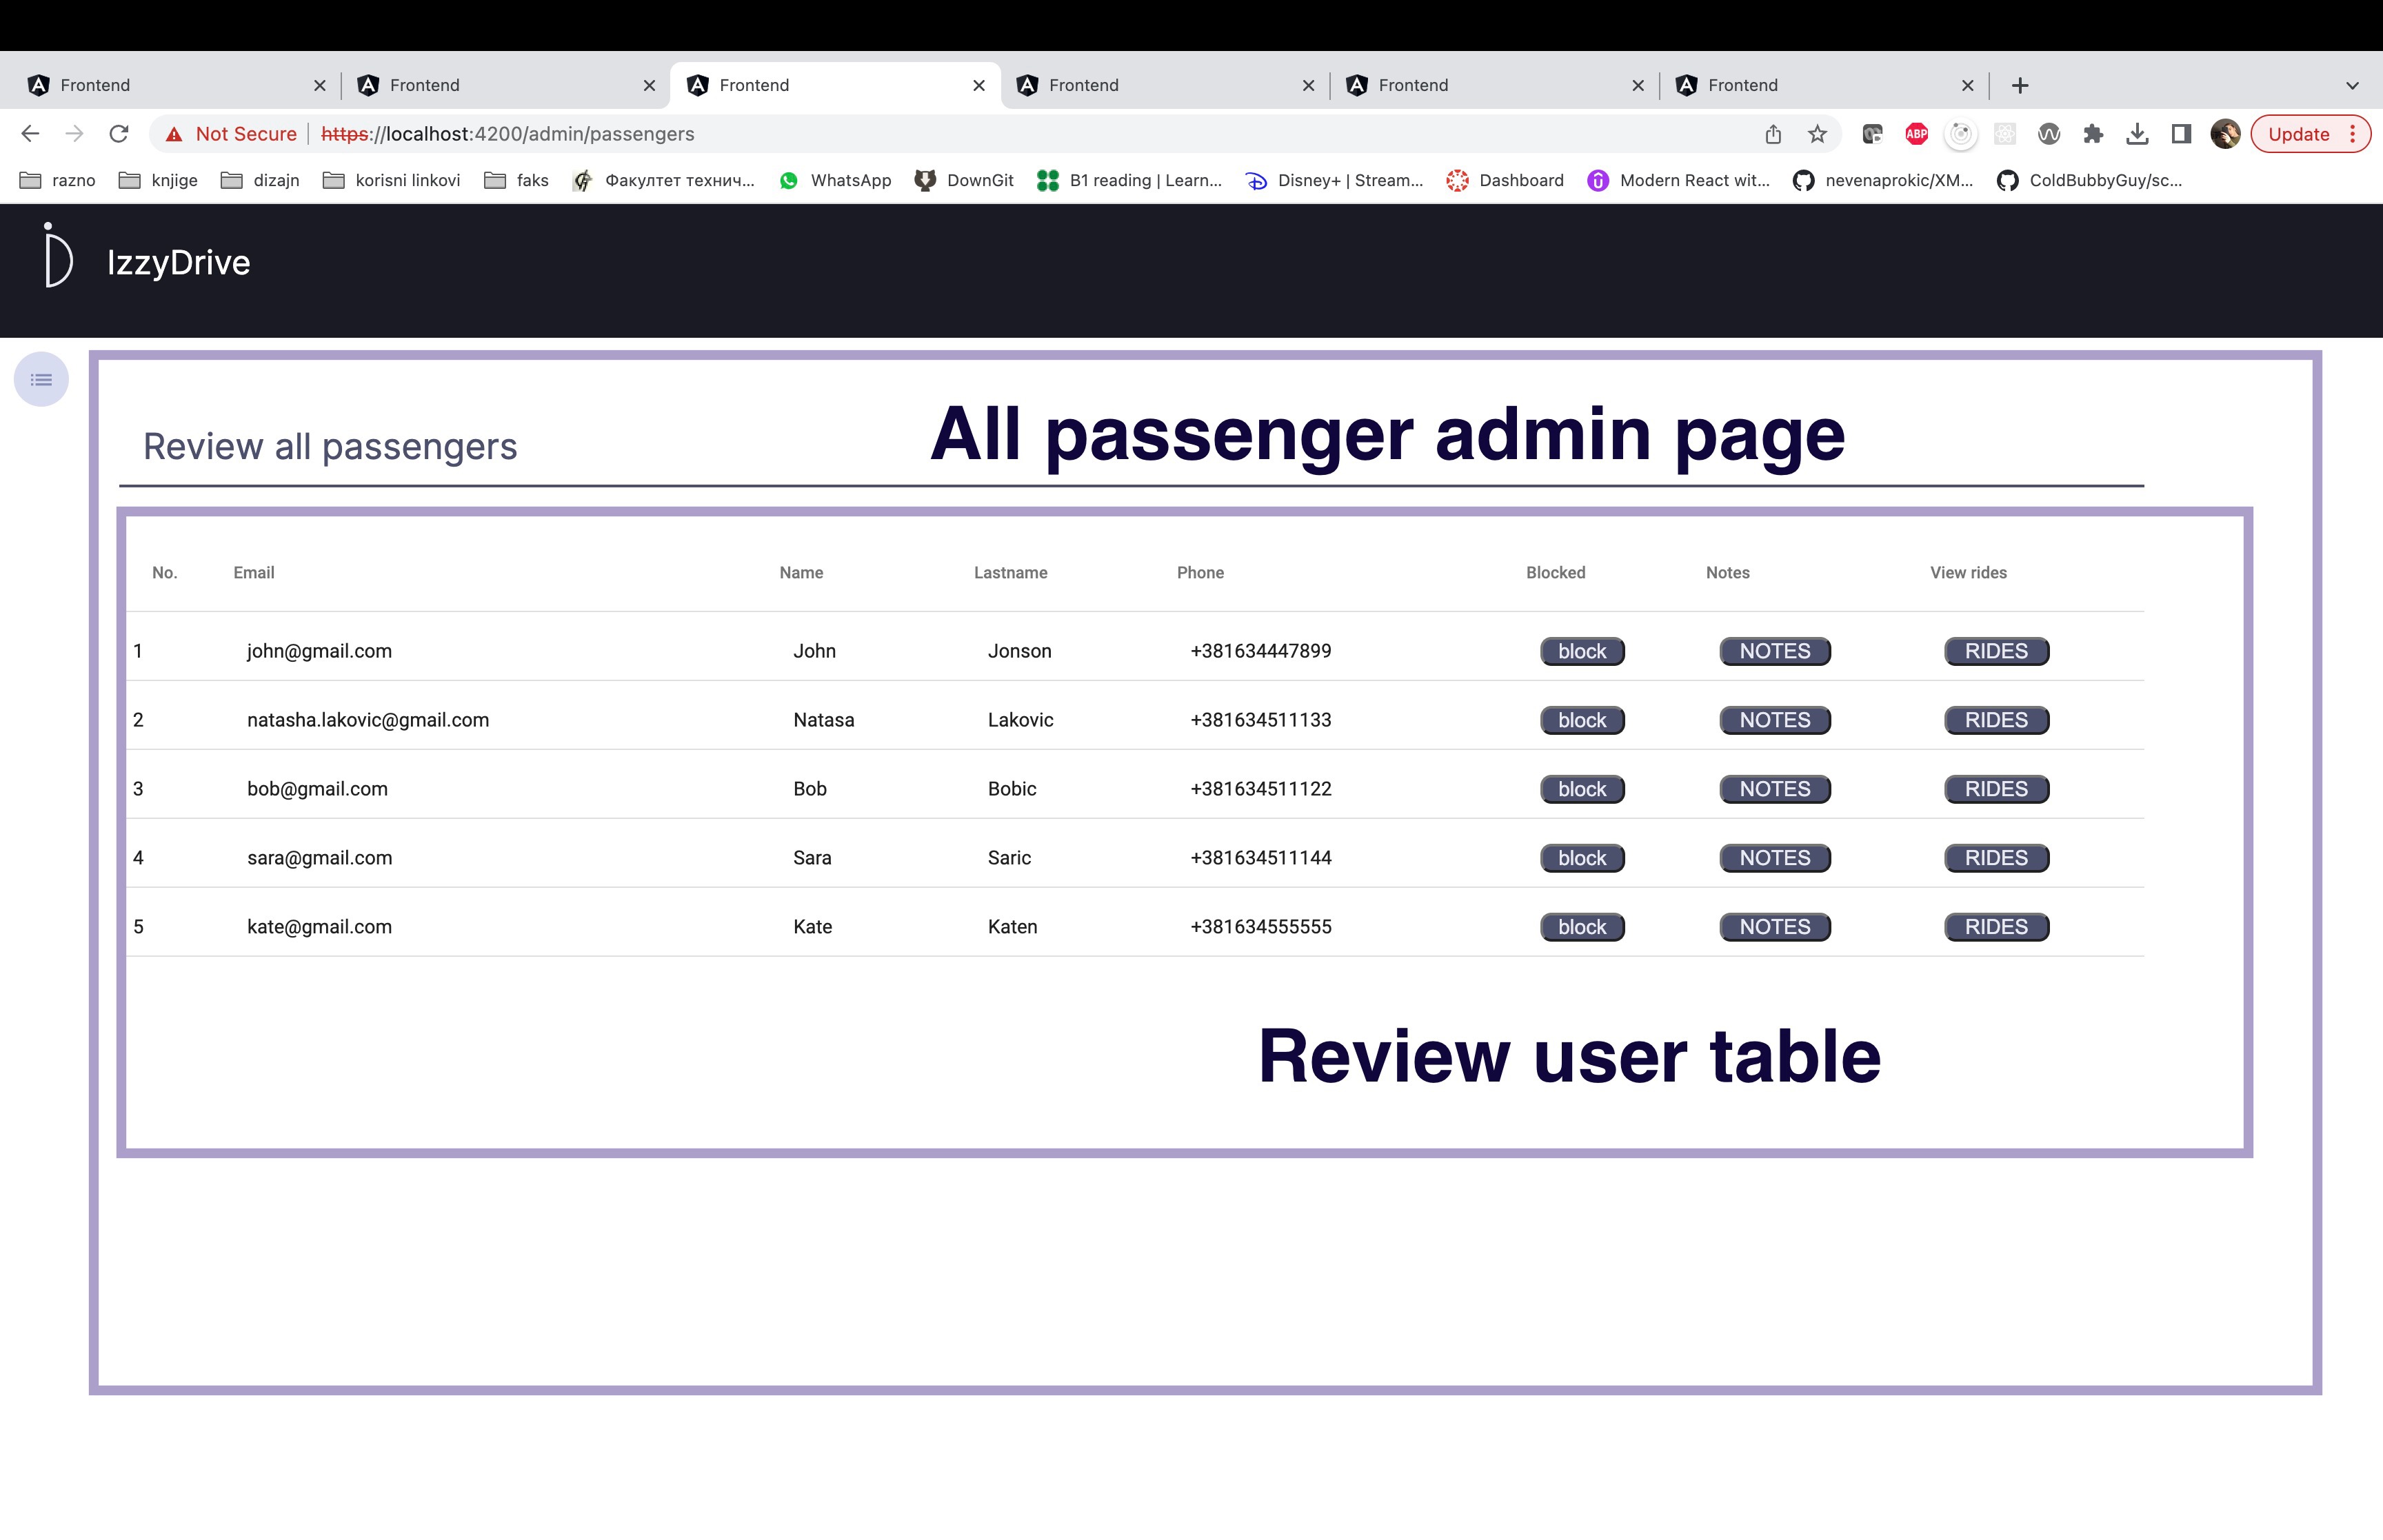 Frontend Frontend Frontend Frontend Frontend Frontend
Not Secure https://localhost:4200/admin/passengers ABP Update
razno knjige dizajn korisni linkovi faks Факултет технич... WhatsApp DownGit B1 reading | Learn... Disney+ | Stream... Dashboard Modern React wit... nevenaprokic/XM... ColdBubbyGuy/sc...
IzzyDrive
All passenger admin page
Review all passengers
No. Email Name Lastname Phone Blocked Notes View rides
1 john@gmail.com John Jonson +381634447899 block NOTES RIDES
2 natasha.lakovic@gmail.com Natasa Lakovic +381634511133 block NOTES RIDES
3 bob@gmail.com Bob Bobic +381634511122 block NOTES RIDES
4 sara@gmail.com Sara Saric +381634511144 block NOTES RIDES
5 kate@gmail.com Kate Katen +381634555555 block NOTES RIDES
Review user table